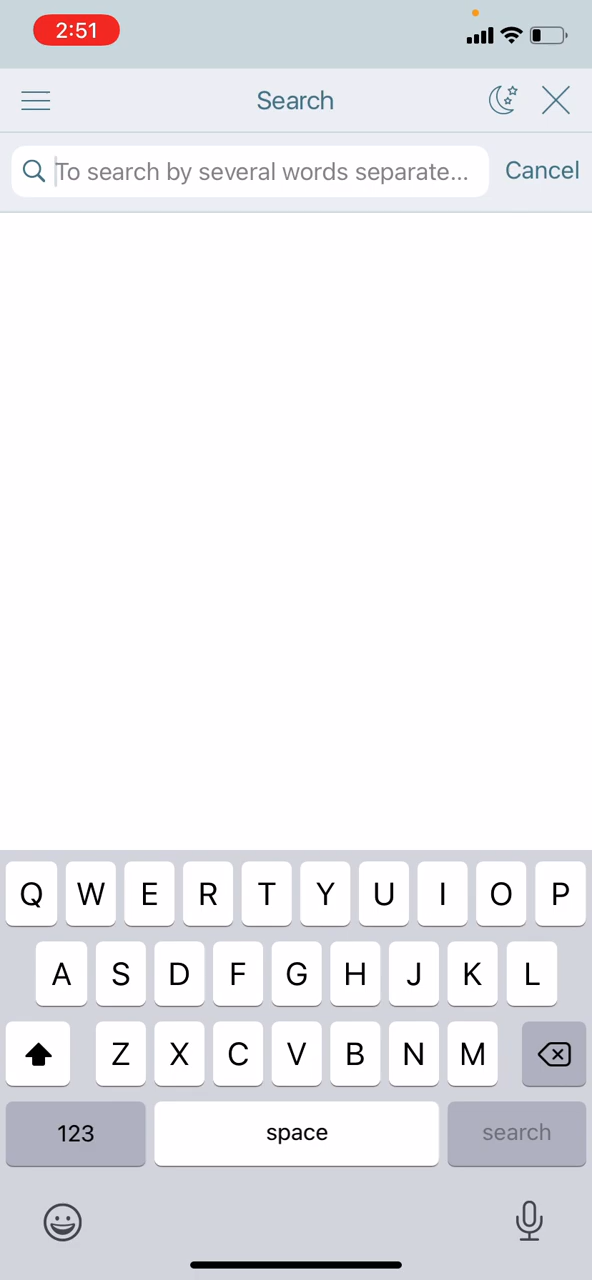 2:51
Search
To search by several words separate...
Cancel
Q W E R T Y U I O P
A S D F G H J K L
Z X C V B N M
123 space search